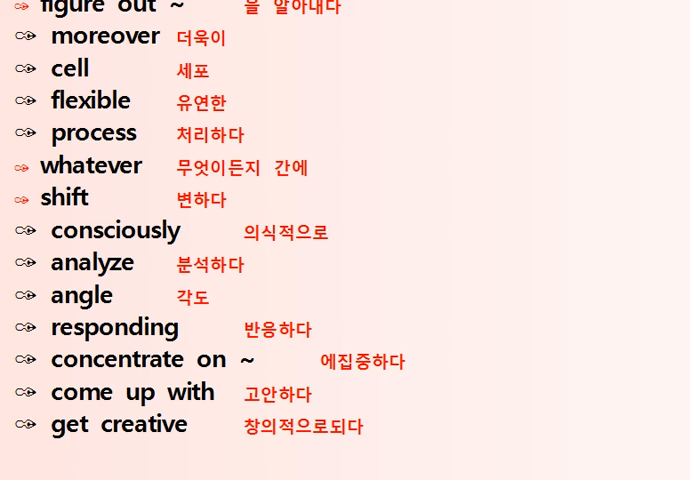 figure out ~ 을 알아내다
moreover 더욱이
cell 세포
flexible 유연한
process 처리하다
whatever 무엇이든지 간에
shift 변하다
consciously 의식적으로
analyze 분석하다
angle 각도
responding 반응하다
concentrate on ~ 에집중하다
come up with 고안하다
get creative 창의적으로되다